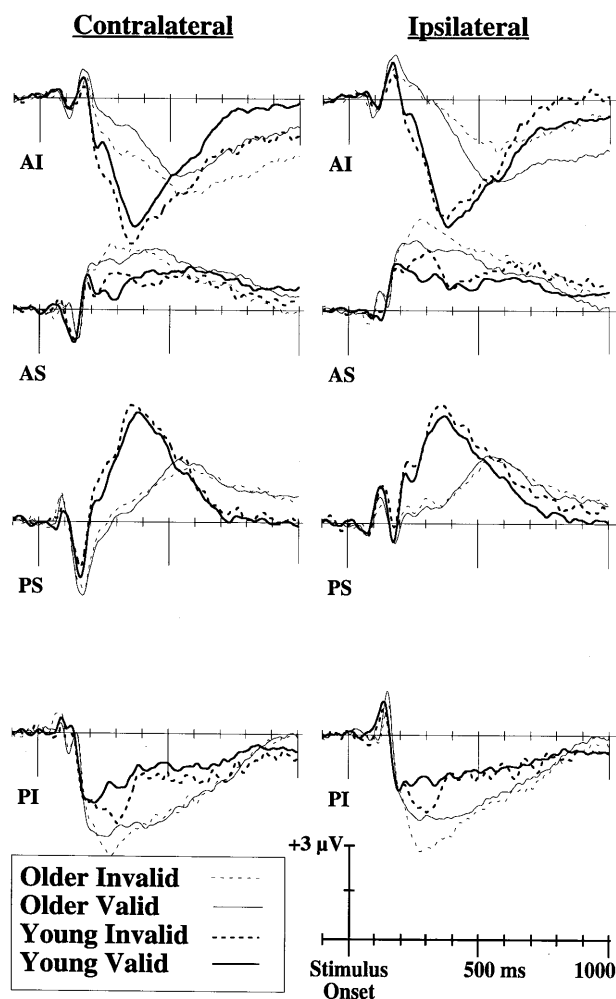 Contralateral
Ipsilateral
AI
AI
AS
AS
PS
PS
PI
PI
+3 μV
Older Invalid
Older Valid
Young Invalid
Young Valid
Stimulus Onset
500 ms
1000